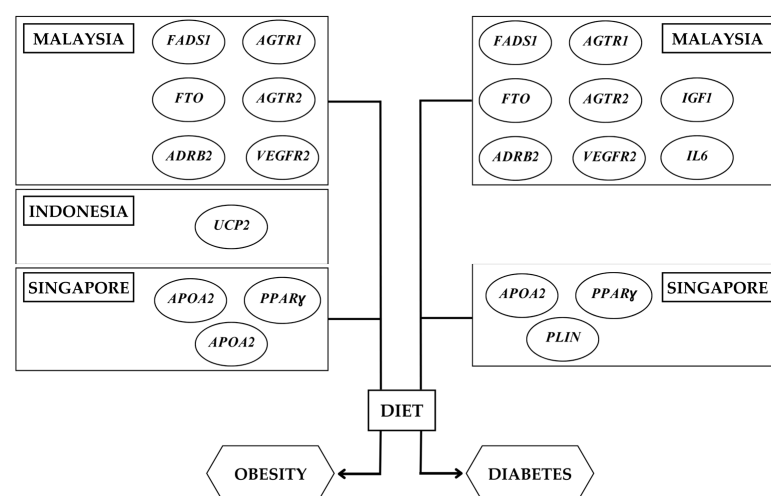 MALAYSIA
FADS1
AGTR1
FTO
AGTR2
ADRB2
VEGFR2
INDONESIA
UCP2
SINGAPORE
APOA2
PPARɣ
APOA2
FADS1
AGTR1
MALAYSIA
FTO
AGTR2
IGF1
ADRB2
VEGFR2
IL6
APOA2
PPARɣ
SINGAPORE
PLIN
DIET
OBESITY
DIABETES